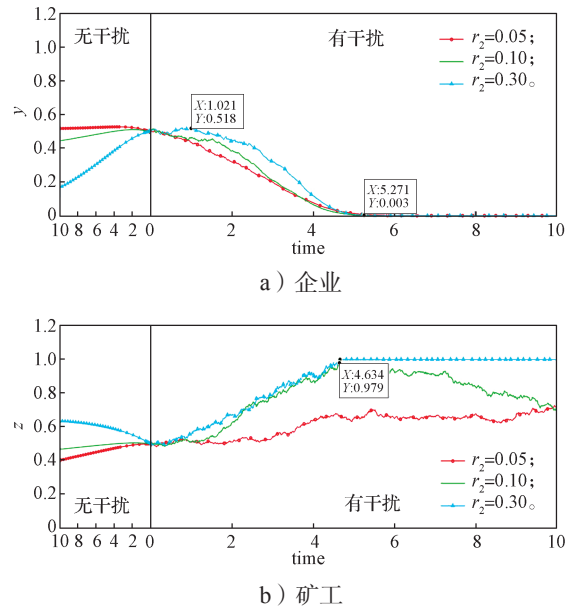 1.2
1.0
0.8
0.6
0.4
0.2
0
y
无干扰
有干扰
r2=0.05;
r2=0.10;
r2=0.30。
X:1.021
Y:0.518
X:5.271
Y:0.003
10 8 6 4 2 0 2 4 6 8 10
time
a）企业
1.2
1.0
0.8
0.6
0.4
0.2
0
z
X:4.634
Y:0.979
r2=0.05;
r2=0.10;
r2=0.30。
无干扰
有干扰
10 8 6 4 2 0 2 4 6 8 10
time
b）矿工